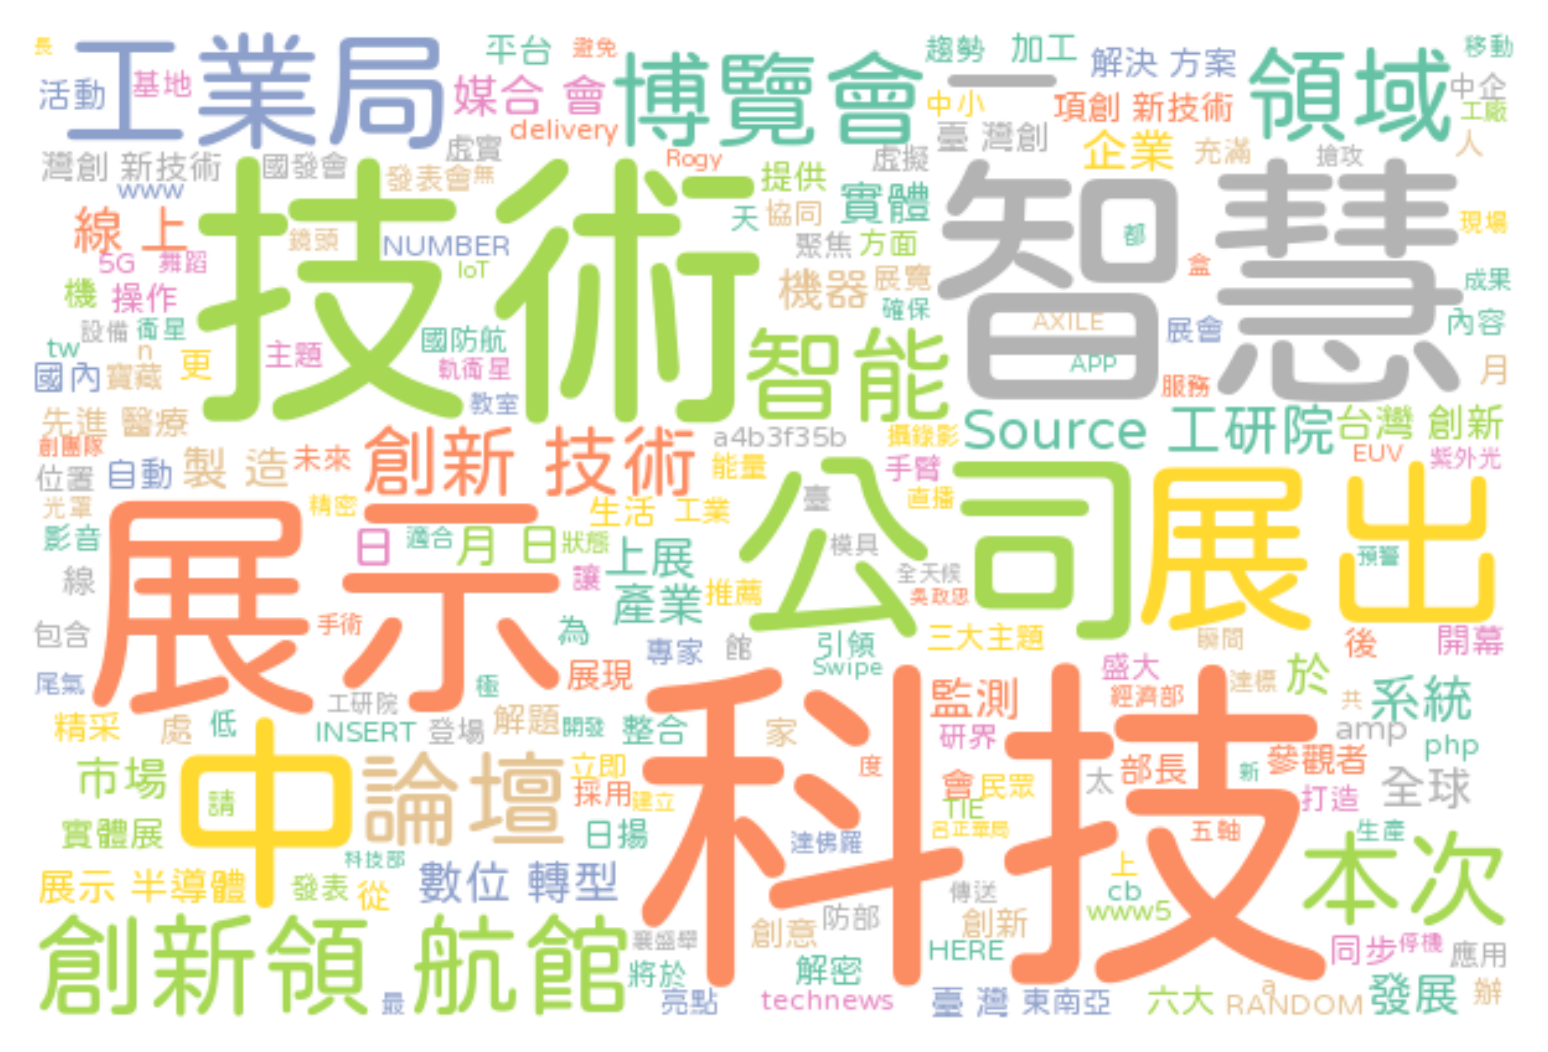 長 工業局 平台 避免 博覽會 趨勢 加工 解決 方案 領域 移動
活動 基地 媒合 會 一 中小 項創 新技術 中企 工廠
delivery 虛實 臺 灣創 企業 充滿 搶攻 人
灣創 新技術 國發會 發表會 無 Rogy 提供 虛擬 智慧
www 技術 天 協同 實體 都 現場
線 上 鏡頭 NUMBER 聚焦 方面 盒
5G 舞蹈 IoT 機器 展覽 成果
機 操作 確保 AXILE 展會 內容
設備 衛星 國防航 智能
tw n 主題 更 軌衛星 APP 服務 月
國內 寶藏 教室
先進 醫療 創新 技術 a4b3f35b 攝錄影 Source 工研院 台灣 創新
創團隊 位置 自動 製 造 未來 能量 手臂 EUV 紫外光
光罩 精密 生活 工業 臺 直播 公司 展出
影音 展示 日 適合 月 日 狀態 上展 模具 預警
線 讓 產業 推薦 全天候 吳政思
包含 手術 為 專家 館 引領 三大主題 瞬間 後 開幕
尾氣 極 展現 Swipe 盛大 於
工研院 科技 監測 經濟部 達標 共 系統
精采 處 低 INSERT 登場 解題 開發 整合 家 研界 amp php
市場 中 論壇 立即 度 部長 新 參觀者
請 採用 建立 會 民眾 太 打造 全球
實體展 日揚 達佛羅 TIE 呂正華局 五軸 生產 本次
科技部 上
展示 半導體 發表 從 數位 轉型 傳送 cb
創新領 航館 襄盛舉 創意 防部 創新 www5
將於 解密 HERE 同步 停機 應用
最 亮點 technews 臺 灣 東南亞 六大 a RANDOM 發展 辦